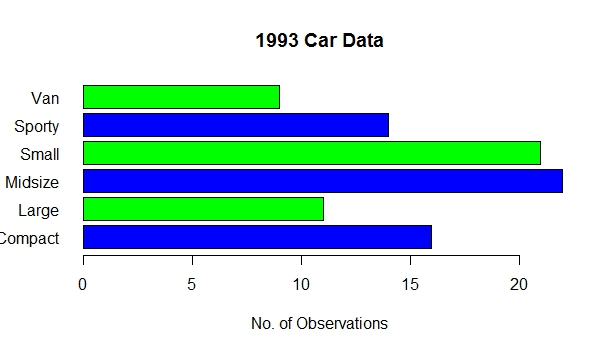 1993 Car Data
Van
Sporty
Small
Midsize
Large
Compact
0 5 10 15 20
No. of Observations